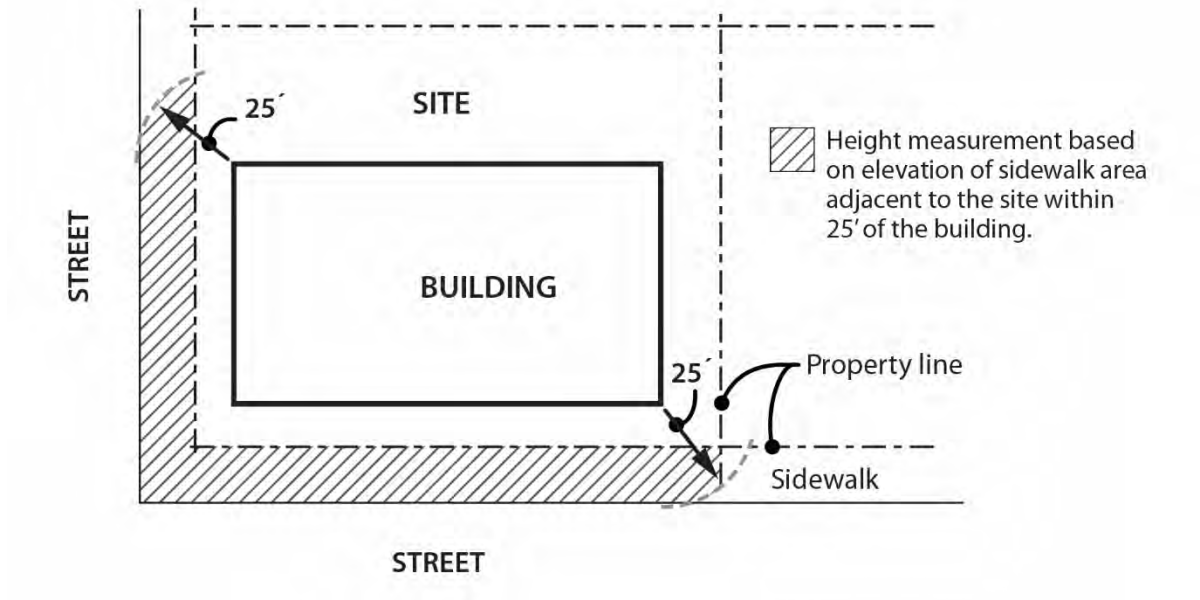 25´
SITE
Height measurement based
on elevation of sidewalk area
adjacent to the site within
25' of the building.
STREET
BUILDING
25´
Property line
Sidewalk
STREET